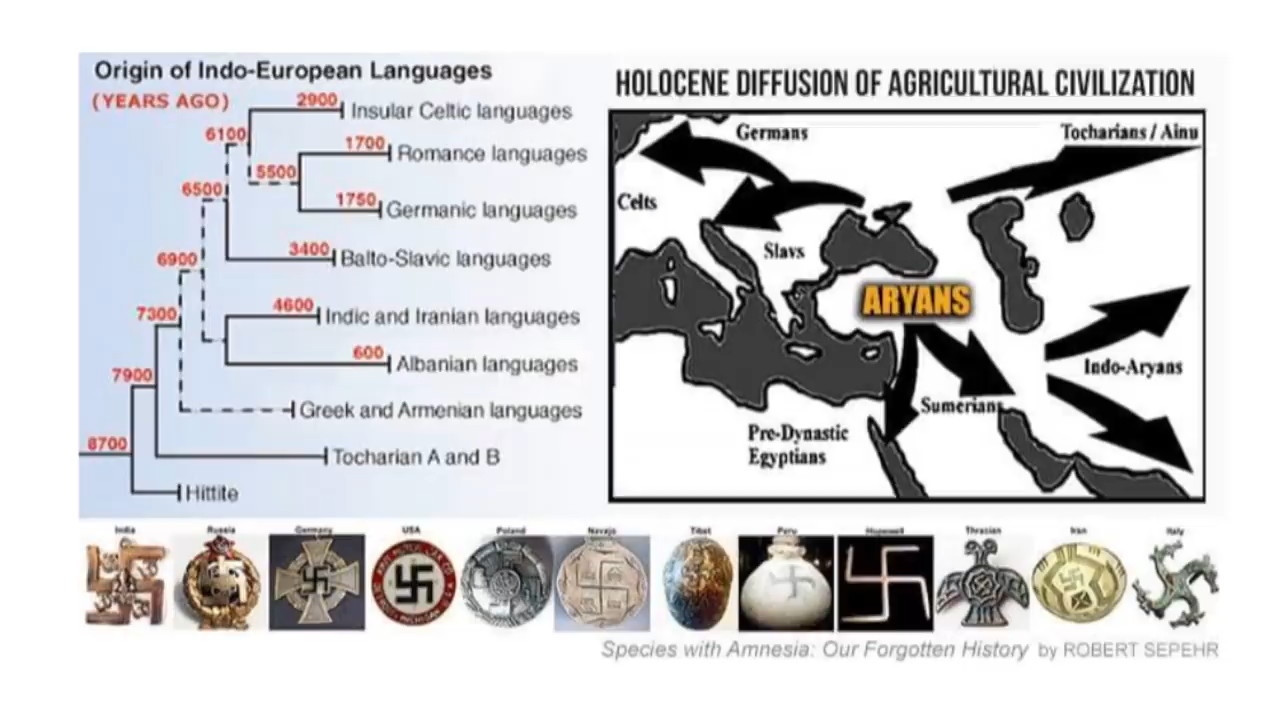 Origin of Indo-European Languages
(YEARS AGO)
2900 Insular Celtic languages
6100
1700 Romance languages
5500
6500
1750 Germanic languages
3400 Balto-Slavic languages
6900
4600 Indic and Iranian languages
7300
600 Albanian languages
7900
Greek and Armenian languages
8700
Tocharian A and B
Hittite
HOLOCENE DIFFUSION OF AGRICULTURAL CIVILIZATION
Germans
Tocharians / Ainu
Celts
Slavs
ARYANS
Indo-Aryans
Sumerians
Pre-Dynastic
Egyptians
India Russia Germany USA Poland Navajo Tibet Peru Hopewell Thracian Iran Italy
Species with Amnesia: Our Forgotten History by ROBERT SEPEHR